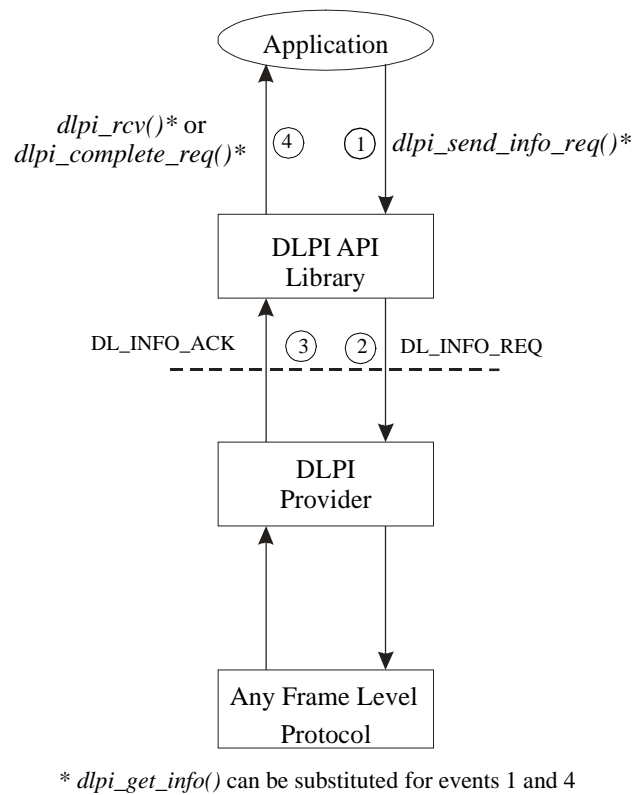 Application
dlpi_rcv()* or
dlpi_complete_req()*
4
1
dlpi_send_info_req()*
DLPI API
Library
DL_INFO_ACK
3
2
DL_INFO_REQ
DLPI
Provider
Any Frame Level
Protocol
* dlpi_get_info() can be substituted for events 1 and 4